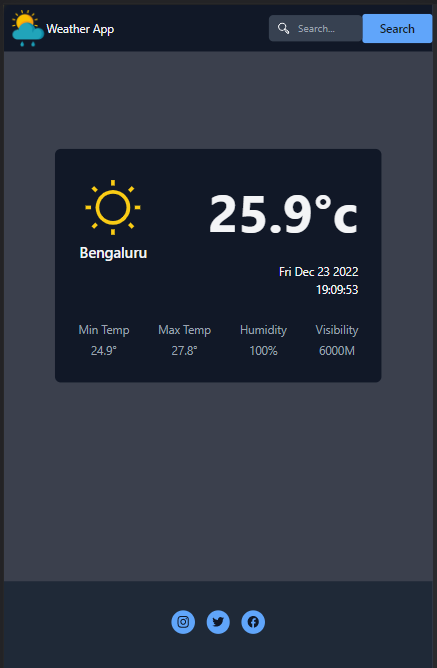 Weather App
Search...
Search
25.9°c
Bengaluru
Fri Dec 23 2022
19:09:53
Min Temp Max Temp Humidity Visibility
24.9° 27.8° 100% 6000M